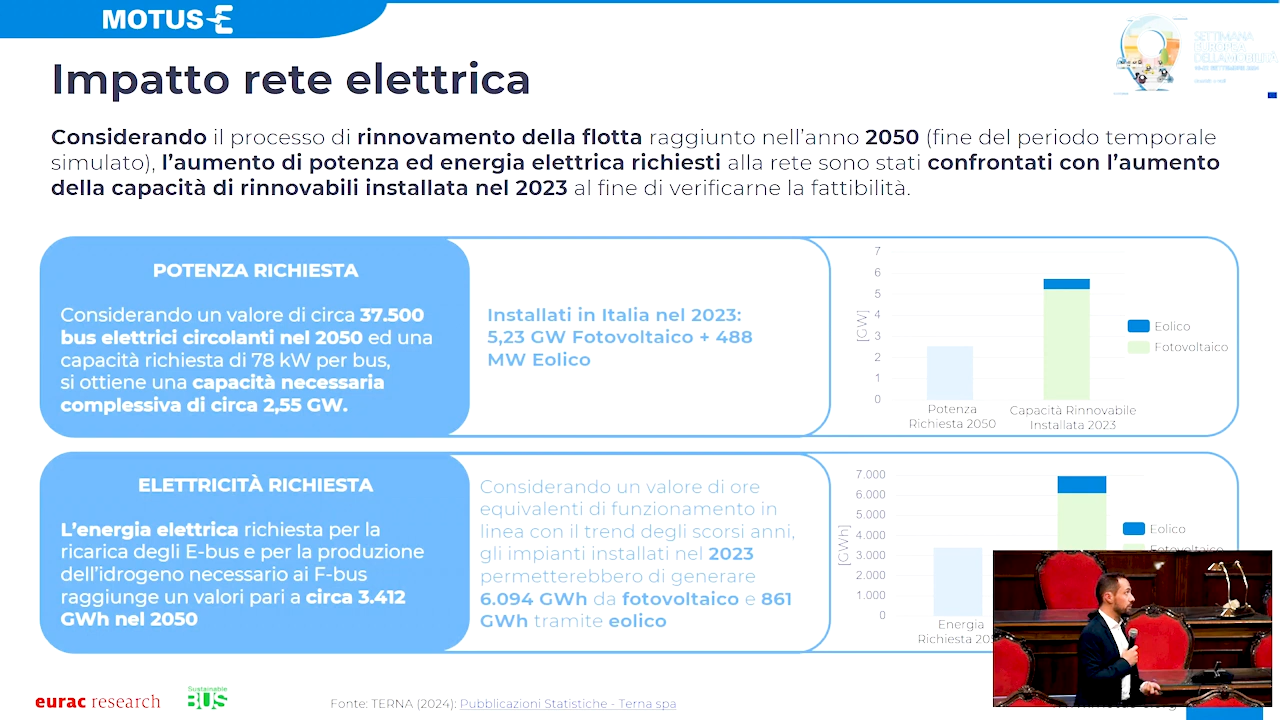 MOTUS E
SETTIMANA
EUROPEA
DELLA MOBILITÀ
Impatto rete elettrica
Considerando il processo di rinnovamento della flotta raggiunto nell'anno 2050 (fine del periodo temporale
simulato), l'aumento di potenza ed energia elettrica richiesti alla rete sono stati confrontati con l'aumento
della capacità di rinnovabili installata nel 2023 al fine di verificarne la fattibilità.
POTENZA RICHIESTA
Considerando un valore di circa 37.500
bus elettrici circolanti nel 2050 ed una
capacità richiesta di 78 kW per bus,
si ottiene una capacità necessaria
complessiva di circa 2,55 GW.
Installati in Italia nel 2023:
5,23 GW Fotovoltaico + 488
MW Eolico
7
6
5
4
3
2
1
0
[GW]
Potenza
Richiesta 2050
Capacità Rinnovabile
Installata 2023
Eolico
Fotovoltaico
ELETTRICITÀ RICHIESTA
L'energia elettrica richiesta per la
ricarica degli E-bus e per la produzione
dell'idrogeno necessario ai F-bus
raggiunge un valori pari a circa 3.412
GWh nel 2050
Considerando un valore di ore
equivalenti di funzionamento in
linea con il trend degli scorsi anni,
gli impianti installati nel 2023
permetterebbero di generare
6.094 GWh da fotovoltaico e 861
GWh tramite eolico
7.000
6.000
5.000
4.000
3.000
2.000
1.000
0
[GWh]
Energia
Richiesta 205
Eolico
Fotovoltaico
eurac research
Sustainable
BUS
Fonte: TERNA (2024): Pubblicazioni Statistiche - Terna spa